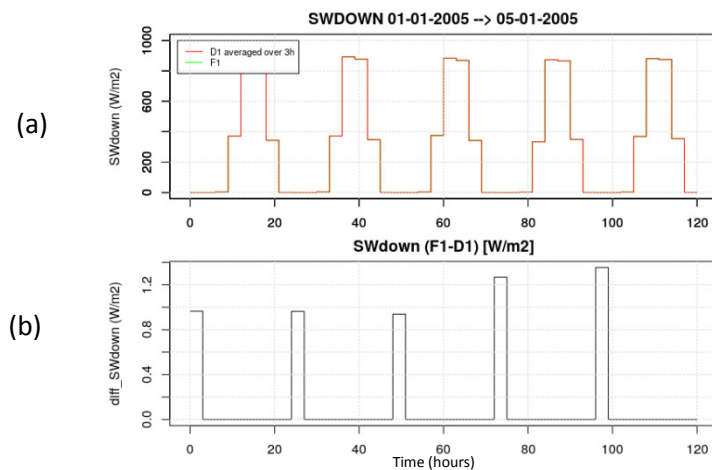 SWDOWN 01-01-2005 --> 05-01-2005
(a)
SWdown (W/m2)
1000
600
200
0
D1 averaged over 3h
F1
0 20 40 60 80 100 120
SWdown (F1-D1) [W/m2]
(b)
diff_SWdown (W/m2)
1.2
0.8
0.4
0.0
0 20 40 60 80 100 120
Time (hours)